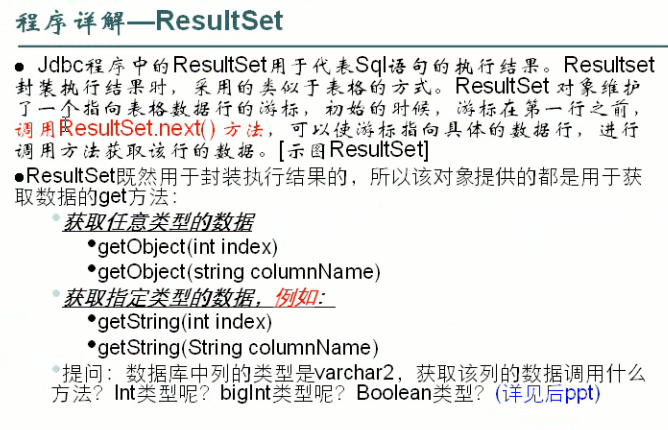 程序详解—ResultSet
● Jdbc程序中的ResultSet用于代表Sql语句的执行结果。Resultset
封装执行结果时，采用的类似于表格的方式。ResultSet 对象维护
了一个指向表格数据行的游标，初始的时候，游标在第一行之前，
调用ResultSet.next() 方法，可以使游标指向具体的数据行，进行
调用方法获取该行的数据。[示图ResultSet]
●ResultSet既然用于封装执行结果的，所以该对象提供的都是用于获
取数据的get方法：
•获取任意类型的数据
•getObject(int index)
•getObject(string columnName)
•获取指定类型的数据，例如：
•getString(int index)
•getString(String columnName)
•提问：数据库中列的类型是varchar2，获取该列的数据调用什么
方法？Int类型呢？bigInt类型呢？Boolean类型？(详见后ppt)